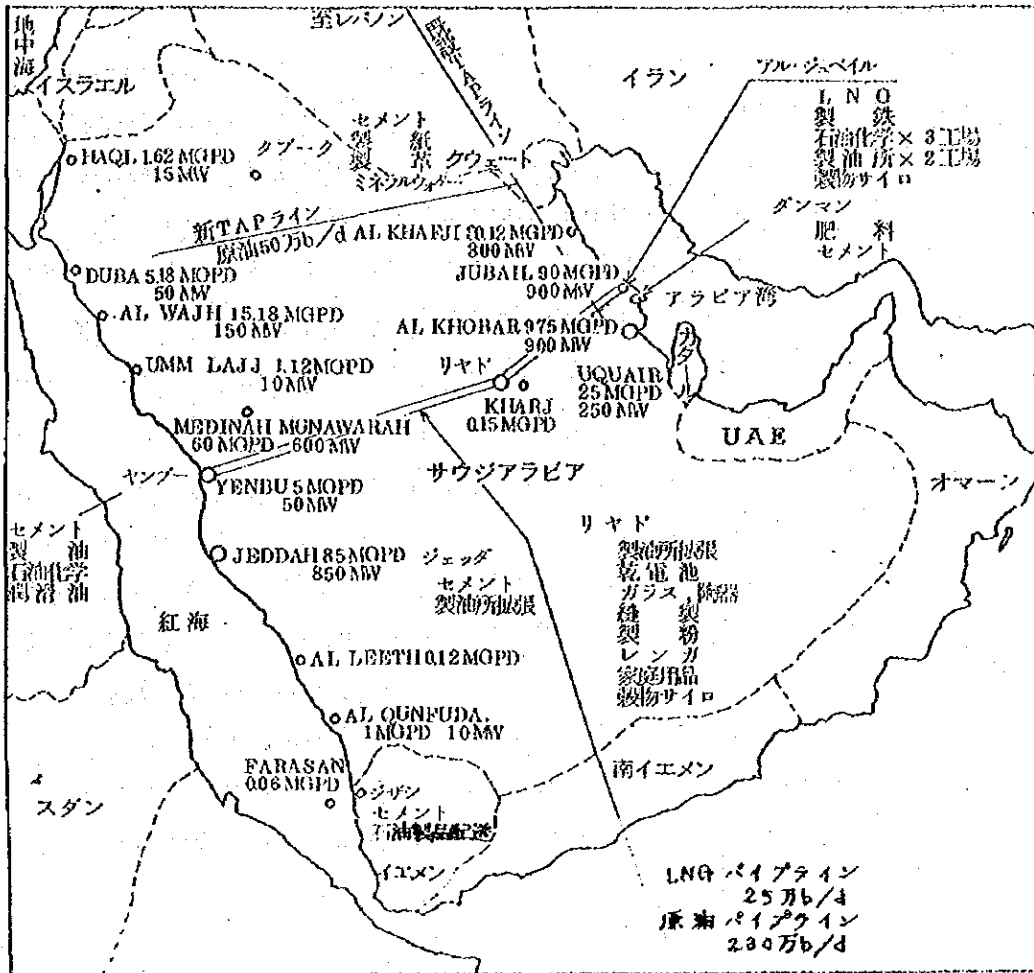 地中海
至レバノン
イスラエル
イラン
アル・ジュベイル
LNG
製鉄
石油化学×3工場
製油所×2工場
穀物サイロ
セメント
製紙
製革
ミネラルウォーター
クウェート
HAQL 1.62 MGPD
15 MW
タブーク
ダンマン
肥料
セメント
新TAPライン
原油50万b/d
AL KHAFJI
0.12 MGPD
300 MW
DUBA 5.18 MGPD
50 MW
JUBAIL 90 MGPD
900 MW
アラビア湾
AL WAJH 15.18 MGPD
150 MW
AL KHOBAR 975 MGPD
900 MW
カタール
UMM LAJJ 1.12 MGPD
10 MW
リヤド
KHARJ
0.15 MGPD
UQUAIR
25 MGPD
250 MW
UAE
MEDINAH MUNAWARAH
60 MGPD 600 MW
ヤンブー
YENBU 5 MGPD
50 MW
サウジアラビア
オマーン
セメント
製油
石油化学
潤滑油
JEDDAH 85 MGPD
850 MW
ジェッダ
セメント
製油所拡張
リヤド
製油所拡張
乾電池
ガラス,陶器
縫製
製粉
レンガ
家庭用品
穀物サイロ
紅海
AL LEETH 0.12 MGPD
AL QUNFUDA.
1 MGPD 10 MW
FARASAN
0.06 MGPD
スダン
ジザン
セメント
石油製品配送
イエメン
南イエメン
LNG パイプライン
25万b/d
原油パイプライン
230万b/d